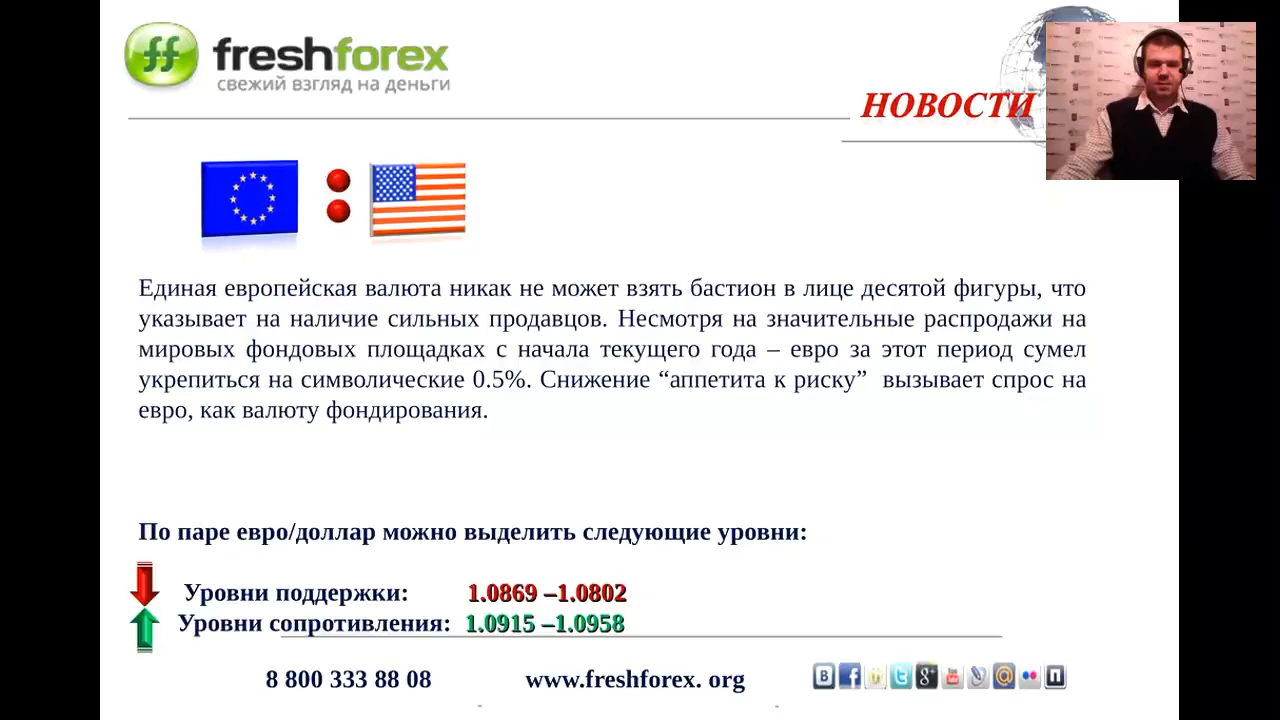 freshforex
свежий взгляд на деньги
НОВОСТИ
Единая европейская валюта никак не может взять бастион в лице десятой фигуры, что
указывает на наличие сильных продавцов. Несмотря на значительные распродажи на
мировых фондовых площадках с начала текущего года – евро за этот период сумел
укрепиться на символические 0.5%. Снижение “аппетита к риску”  вызывает спрос на
евро, как валюту фондирования.
По паре евро/доллар можно выделить следующие уровни:
Уровни поддержки: 1.0869 –1.0802
Уровни сопротивления: 1.0915 –1.0958
8 800 333 88 08 www.freshforex. org